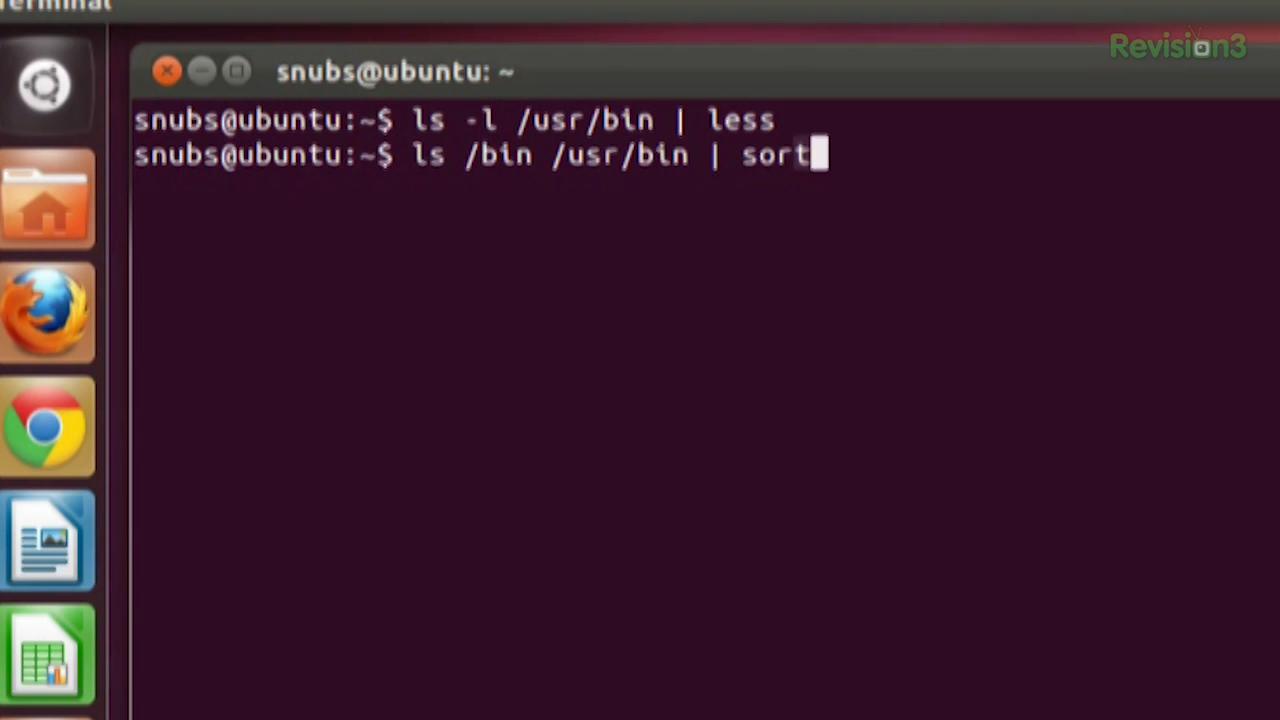 Terminal
Revision3
snubs@ubuntu: ~
snubs@ubuntu:~$ ls -l /usr/bin | less
snubs@ubuntu:~$ ls /bin /usr/bin | sort